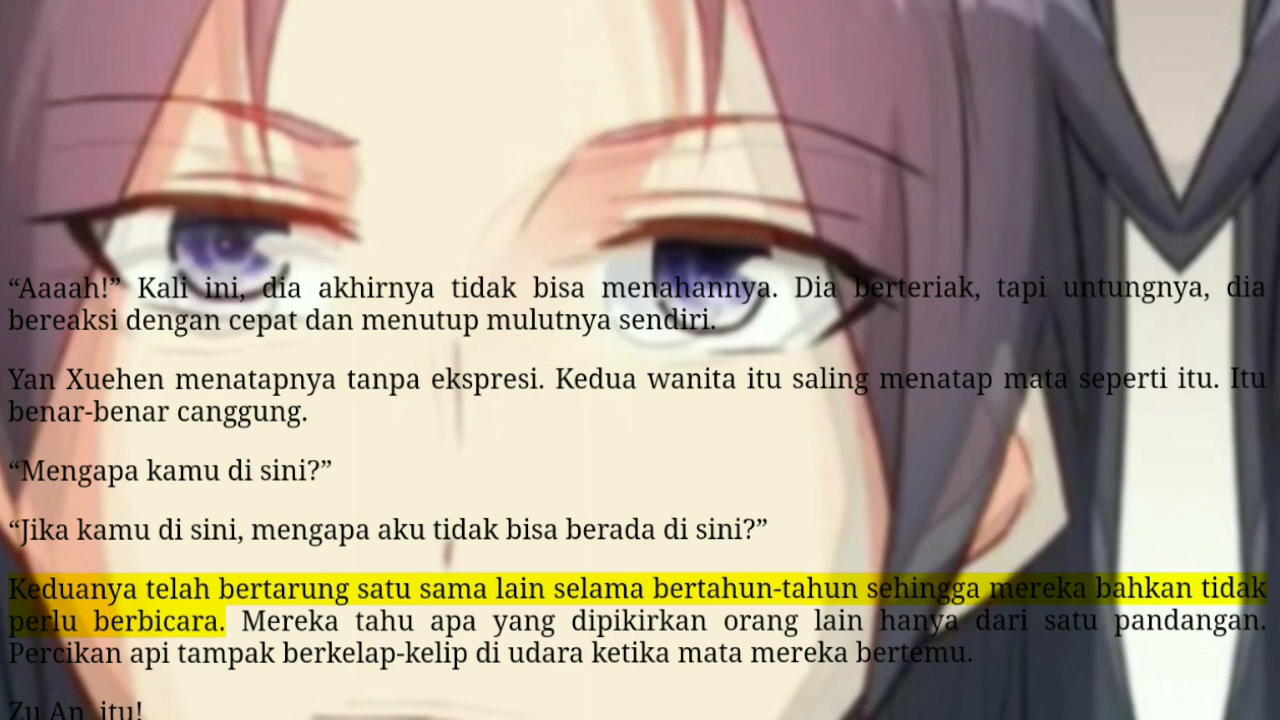 “Aaaah!” Kali ini, dia akhirnya tidak bisa menahannya. Dia berteriak, tapi untungnya, dia
bereaksi dengan cepat dan menutup mulutnya sendiri.
Yan Xuehen menatapnya tanpa ekspresi. Kedua wanita itu saling menatap mata seperti itu. Itu
benar-benar canggung.
“Mengapa kamu di sini?”
“Jika kamu di sini, mengapa aku tidak bisa berada di sini?”
Keduanya telah bertarung satu sama lain selama bertahun-tahun sehingga mereka bahkan tidak
perlu berbicara. Mereka tahu apa yang dipikirkan orang lain hanya dari satu pandangan.
Percikan api tampak berkelap-kelip di udara ketika mata mereka bertemu.
Zu An, itu!